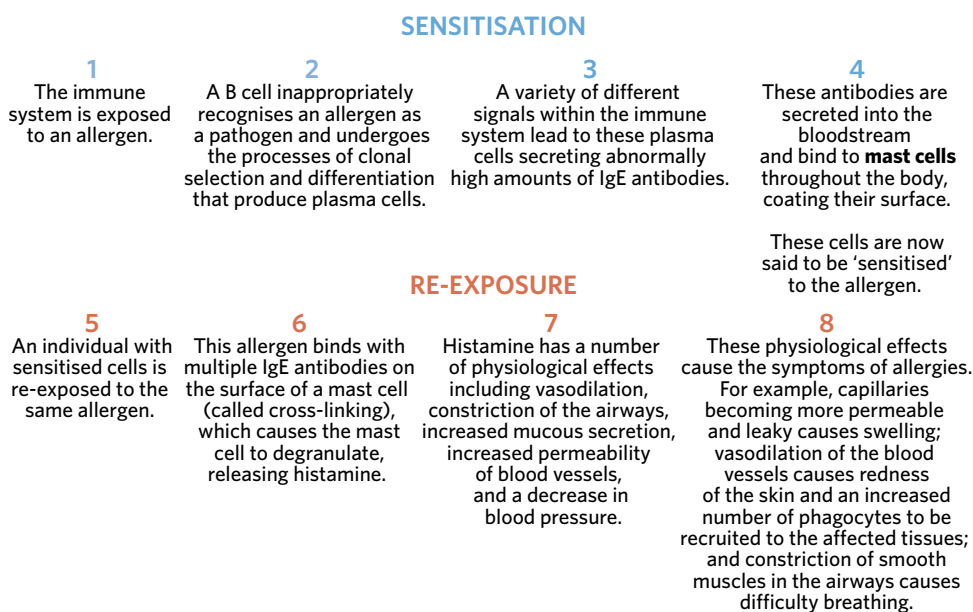 SENSITISATION
1
The immune
system is exposed
to an allergen.
2
A B cell inappropriately
recognises an allergen as
a pathogen and undergoes
the processes of clonal
selection and differentiation
that produce plasma cells.
3
A variety of different
signals within the immune
system lead to these plasma
cells secreting abnormally
high amounts of IgE antibodies.
4
These antibodies are
secreted into the
bloodstream
and bind to mast cells
throughout the body,
coating their surface.
These cells are now
said to be ‘sensitised’
to the allergen.
RE-EXPOSURE
5
An individual with
sensitised cells is
re-exposed to the
same allergen.
6
This allergen binds with
multiple IgE antibodies on
the surface of a mast cell
(called cross-linking),
which causes the mast
cell to degranulate,
releasing histamine.
7
Histamine has a number
of physiological effects
including vasodilation,
constriction of the airways,
increased mucous secretion,
increased permeability
of blood vessels,
and a decrease in
blood pressure.
8
These physiological effects
cause the symptoms of allergies.
For example, capillaries
becoming more permeable
and leaky causes swelling;
vasodilation of the blood
vessels causes redness
of the skin and an increased
number of phagocytes to be
recruited to the affected tissues;
and constriction of smooth
muscles in the airways causes
difficulty breathing.